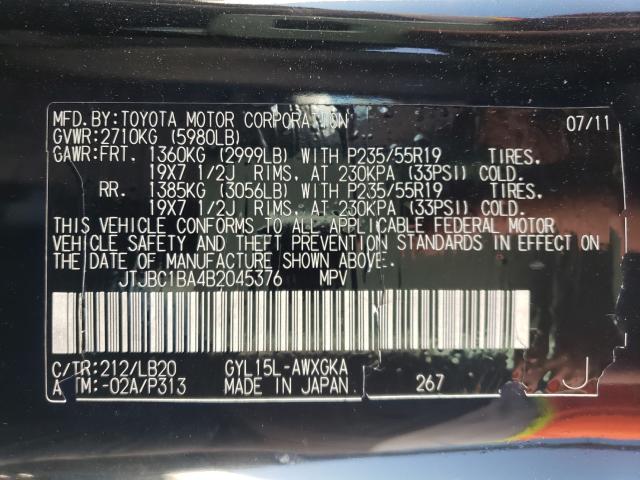 MFD.BY:TOYOTA MOTOR CORPORATION 07/11
GVWR:2710KG (5980LB)
GAWR:FRT. 1360KG (2999LB) WITH P235/55R19 TIRES,
19X7 1/2J RIMS, AT 230KPA (33PSI) COLD.
RR. 1385KG (3056LB) WITH P235/55R19 TIRES,
19X7 1/2J RIMS, AT 230KPA (33PSI) COLD.
THIS VEHICLE CONFORMS TO ALL APPLICABLE FEDERAL MOTOR
VEHICLE SAFETY AND THEFT PREVENTION STANDARDS IN EFFECT ON
THE DATE OF MANUFACTURE SHOWN ABOVE.
JTJBC1BA4B2045376 MPV
C/TR:212/LB20 GYL15L-AWXGKA
A/TM:-02A/P313 MADE IN JAPAN 267 J